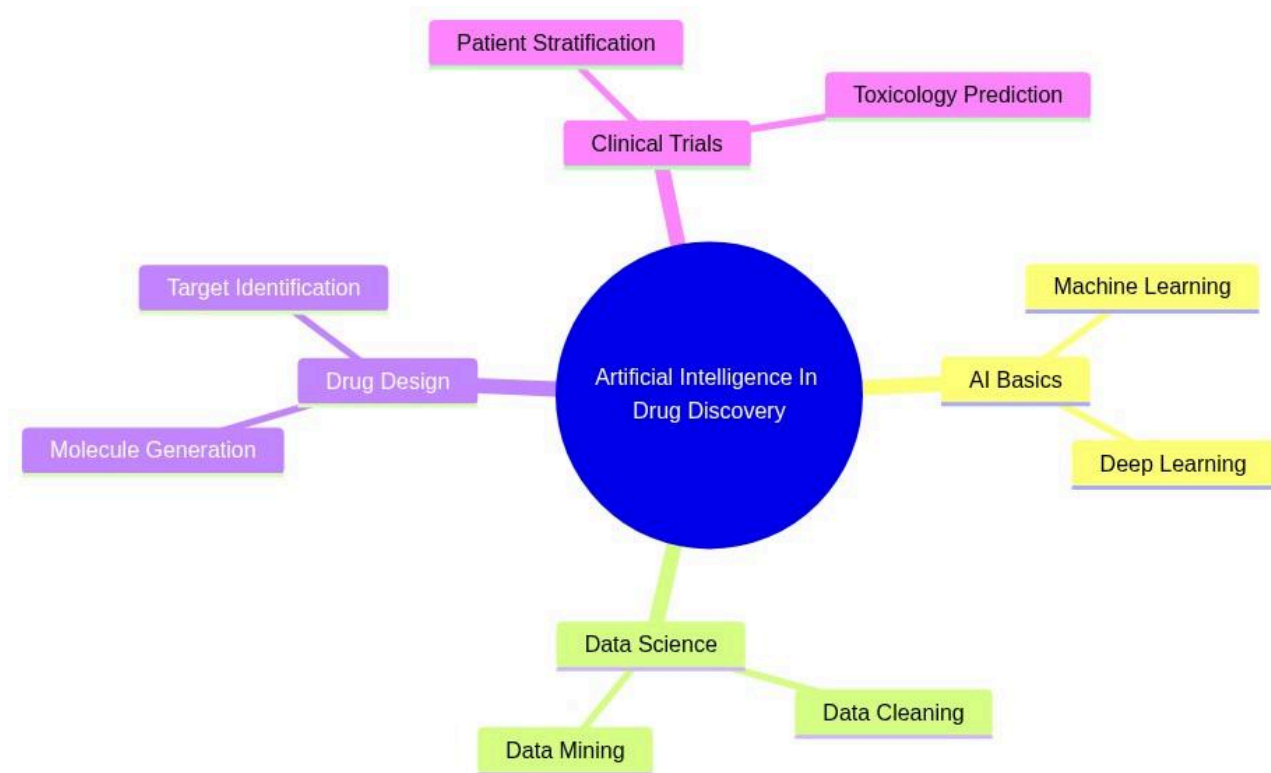 Patient Stratification
Toxicology Prediction
Clinical Trials
Target Identification
Machine Learning
Drug Design
Artificial Intelligence In
Drug Discovery
AI Basics
Molecule Generation
Deep Learning
Data Science
Data Cleaning
Data Mining